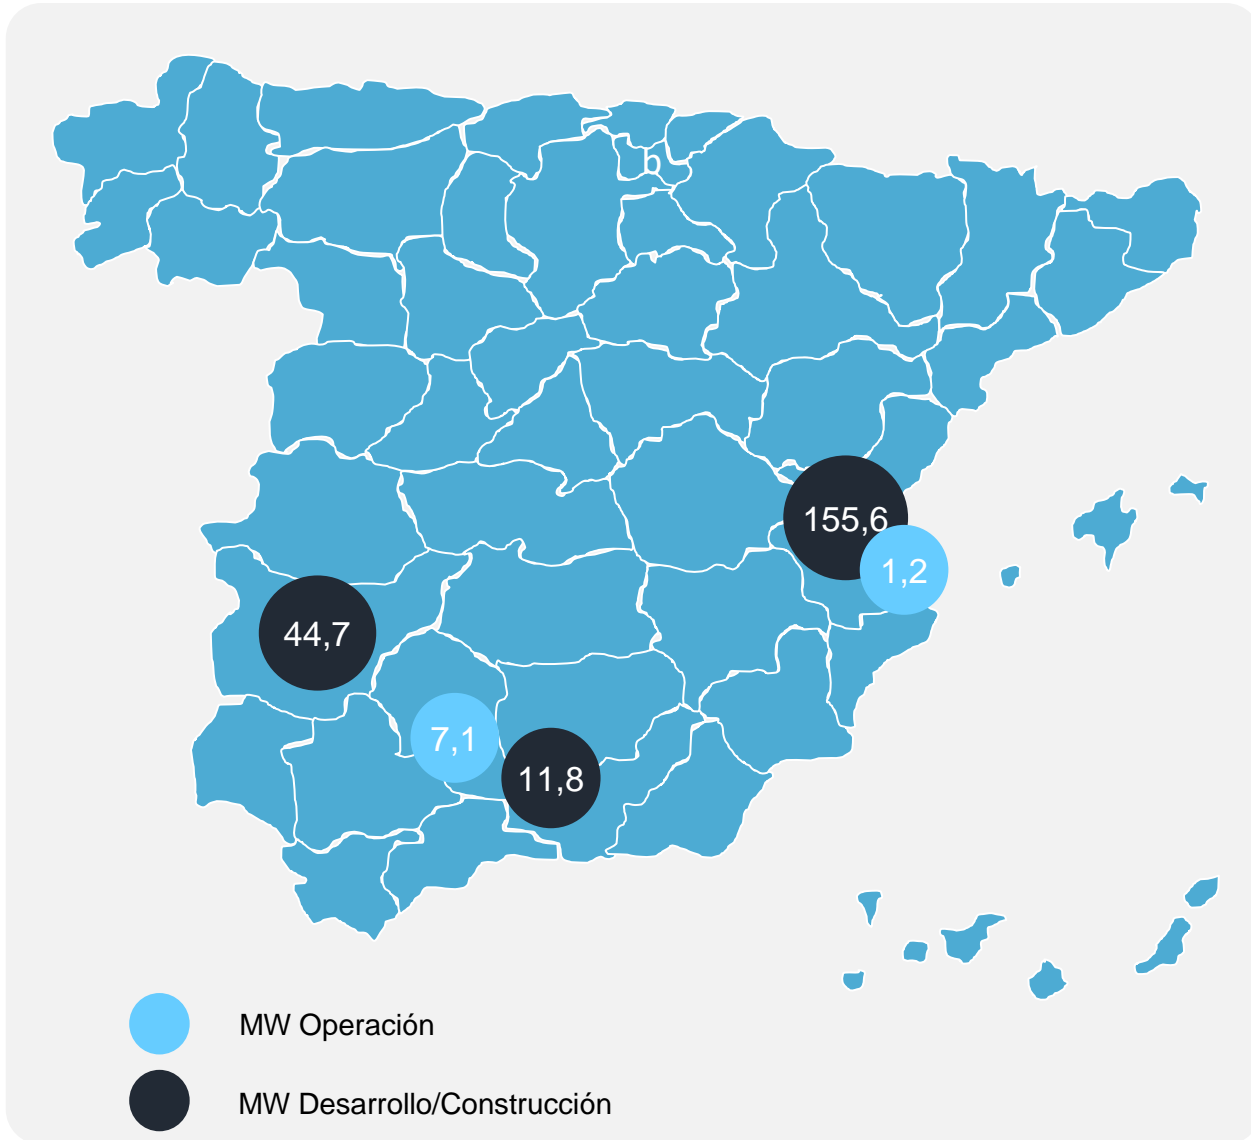 b
155,6
1,2
44,7
7,1
11,8
MW Operación
MW Desarrollo/Construcción